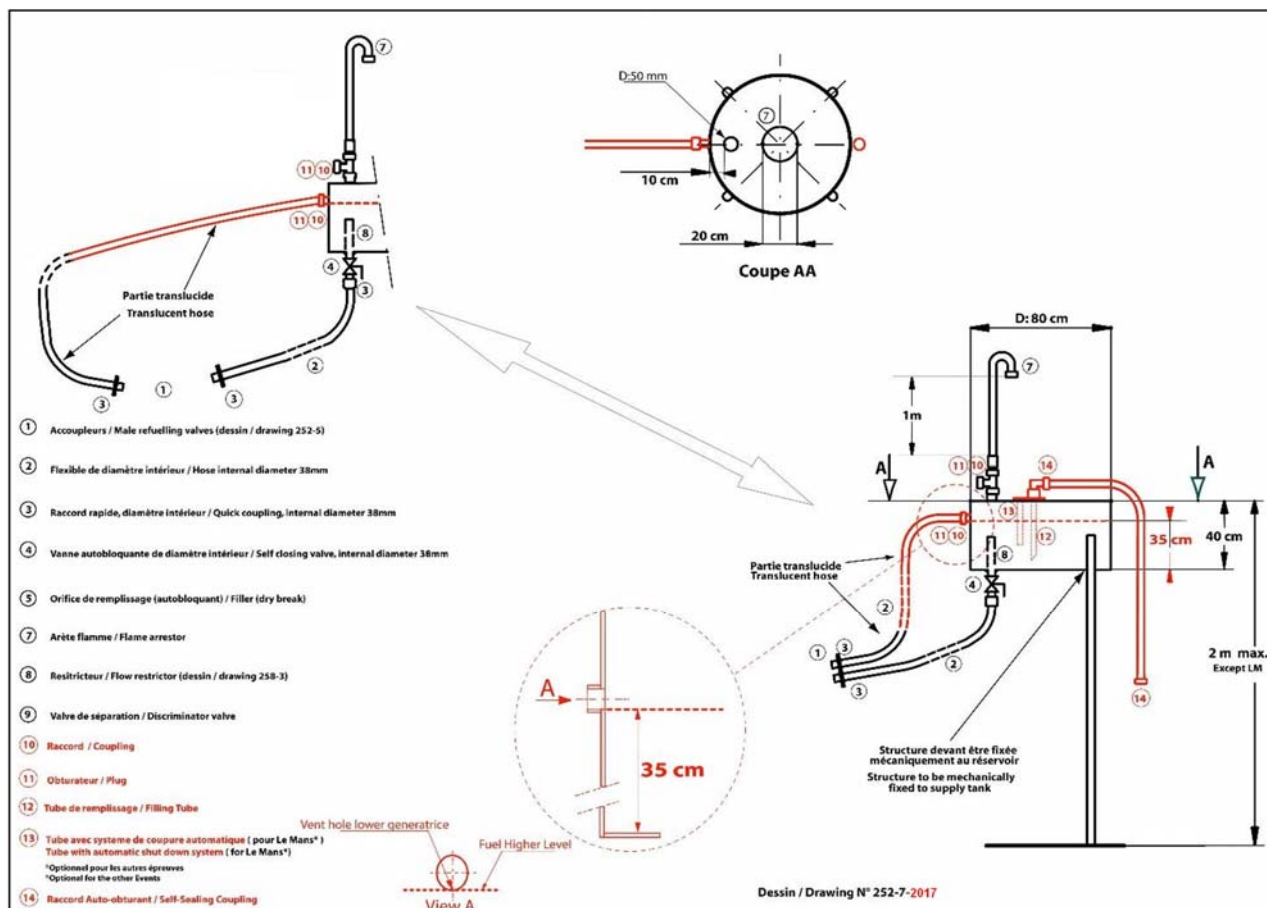 7
11 10
11 10
8
4
3
Partie translucide
Translucent hose
2
1
3
3
D:50 mm
7
10 cm
20 cm
Coupe AA
D: 80 cm
7
1m
A
11 10
14
A
13
12
35 cm
40 cm
11 10
8
4
Partie translucide
Translucent hose
2
1 3
2
3
2 m max.
Except LM
14
Structure devant être fixée
mécaniquement au réservoir
Structure to be mechanically
fixed to supply tank
A
35 cm
1 Accoupleurs / Male refuelling valves (dessin / drawing 252-5)
2 Flexible de diamètre intérieur / Hose internal diameter 38mm
3 Raccord rapide, diamètre intérieur / Quick coupling, internal diameter 38mm
4 Vanne autobloquante de diamètre intérieur / Self closing valve, internal diameter 38mm
5 Orifice de remplissage (autobloquant) / Filler (dry break)
7 Arète flamme / Flame arrestor
8 Resitricteur / Flow restrictor (dessin / drawing 258-3)
9 Valve de séparation / Discriminator valve
10 Raccord / Coupling
11 Obturateur / Plug
12 Tube de remplissage / Filling Tube
13 Tube avec systeme de coupure automatique ( pour Le Mans* )
Tube with automatic shut down system ( for Le Mans*)
*Optionnel pour les autres épreuves
*Optional for the other Events
14 Raccord Auto-obturant / Self-Sealing Coupling
Vent hole lower generatrice
Fuel Higher Level
View A
Dessin / Drawing N° 252-7-2017